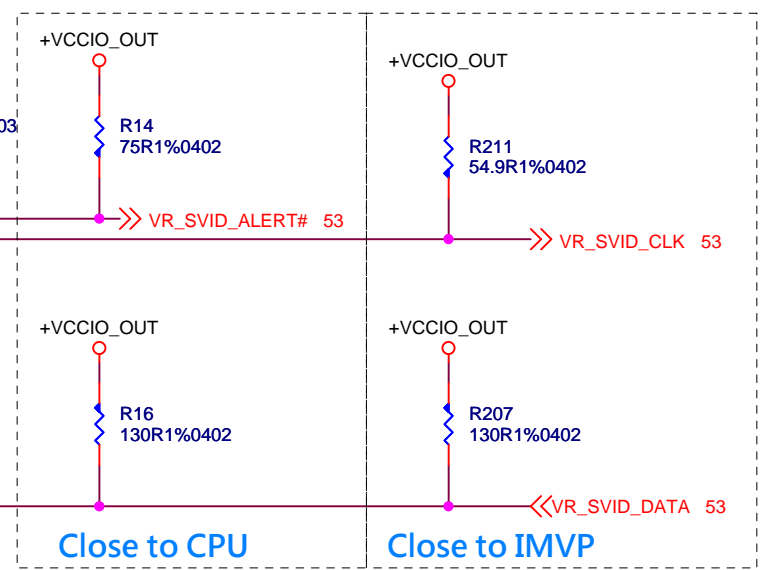 +VCCIO_OUT
03
R14
75R1%0402
VR_SVID_ALERT# 53
+VCCIO_OUT
R211
54.9R1%0402
VR_SVID_CLK 53
+VCCIO_OUT
R16
130R1%0402
+VCCIO_OUT
R207
130R1%0402
VR_SVID_DATA 53
Close to CPU
Close to IMVP